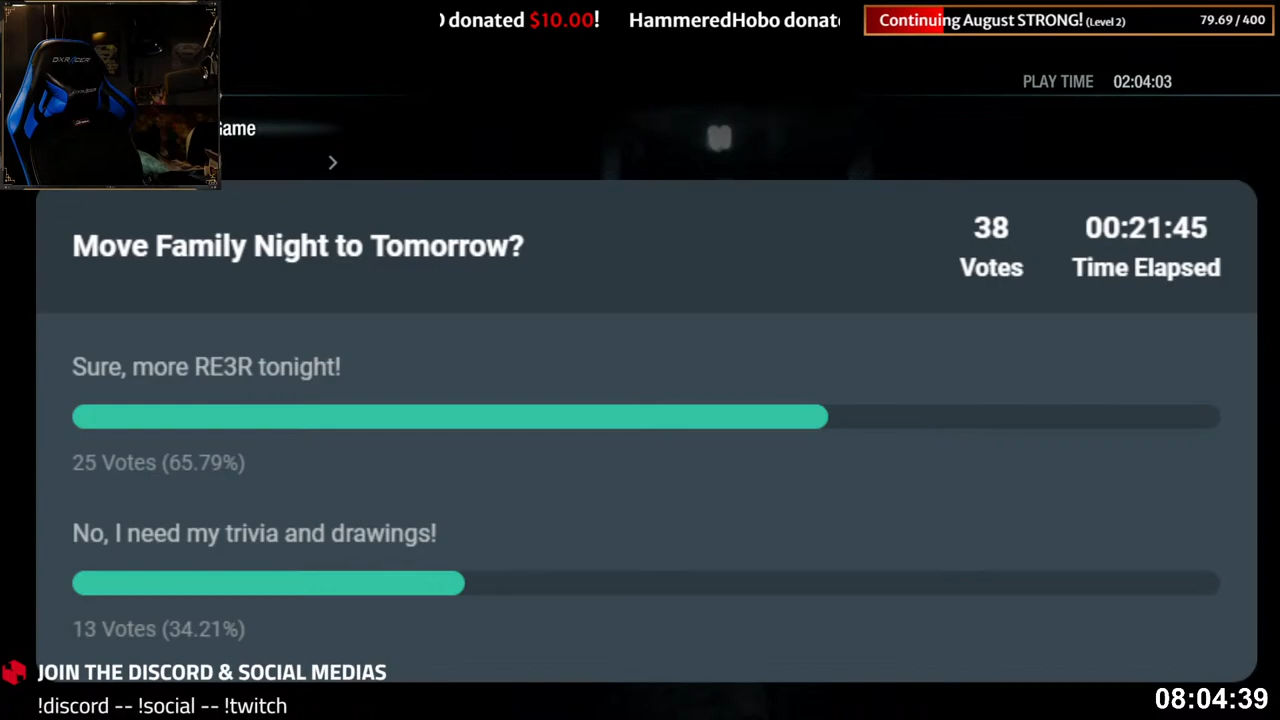 donated $10.00! HammeredHobo
Continuing August STRONG! (Level 2) 79.69 / 400
DXRACER
PLAY TIME 02:04:03
Move Family Night to Tomorrow?
38
Votes
00:21:45
Time Elapsed
Sure, more RE3R tonight!
25 Votes (65.79%)
No, I need my trivia and drawings!
13 Votes (34.21%)
JOIN THE DISCORD & SOCIAL MEDIAS
!discord -- !social -- !twitch
08:04:39